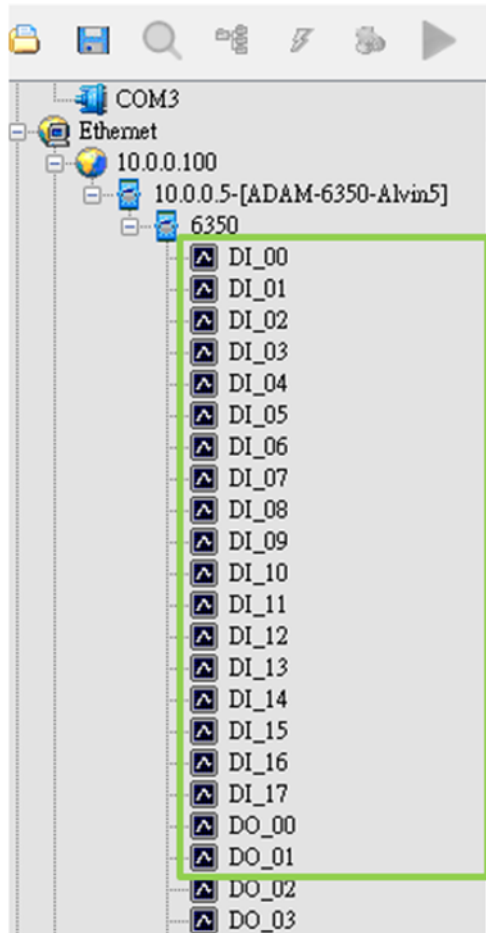 COM3
Ethernet
10.0.0.100
10.0.0.5-[ADAM-6350-Alvin5]
6350
DI_00
DI_01
DI_02
DI_03
DI_04
DI_05
DI_06
DI_07
DI_08
DI_09
DI_10
DI_11
DI_12
DI_13
DI_14
DI_15
DI_16
DI_17
DO_00
DO_01
DO_02
DO_03